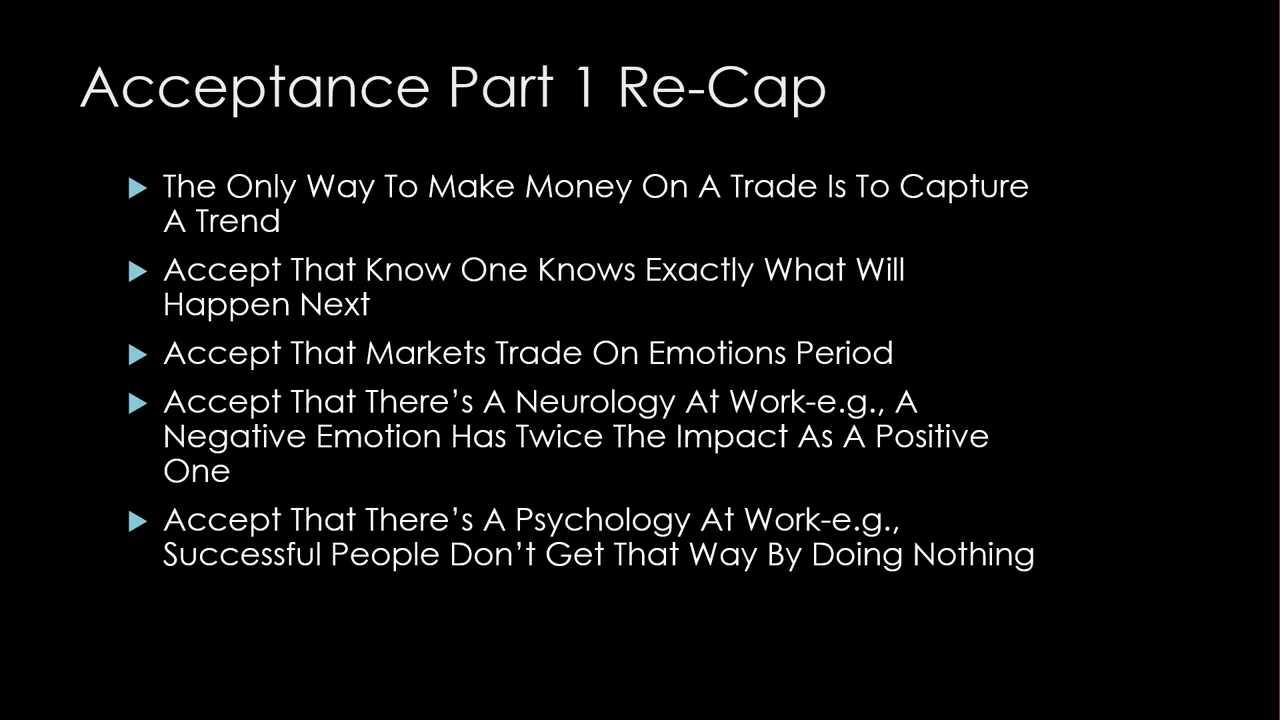 Acceptance Part 1 Re-Cap
The Only Way To Make Money On A Trade Is To Capture
A Trend
Accept That Know One Knows Exactly What Will
Happen Next
Accept That Markets Trade On Emotions Period
Accept That There’s A Neurology At Work-e.g., A
Negative Emotion Has Twice The Impact As A Positive
One
Accept That There’s A Psychology At Work-e.g.,
Successful People Don’t Get That Way By Doing Nothing